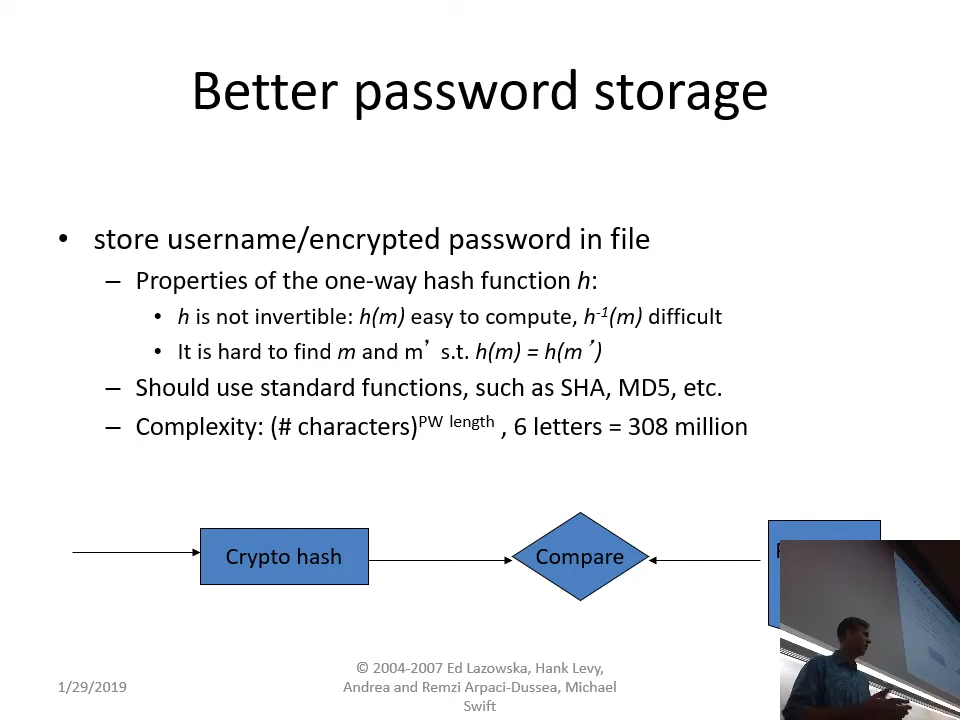 Better password storage
• store username/encrypted password in file
– Properties of the one-way hash function h:
• h is not invertible: h(m) easy to compute, h⁻¹(m) difficult
• It is hard to find m and m’ s.t. h(m) = h(m’)
– Should use standard functions, such as SHA, MD5, etc.
– Complexity: (# characters)^PW length , 6 letters = 308 million
Crypto hash
Compare
1/29/2019
© 2004-2007 Ed Lazowska, Hank Levy,
Andrea and Remzi Arpaci-Dussea, Michael
Swift